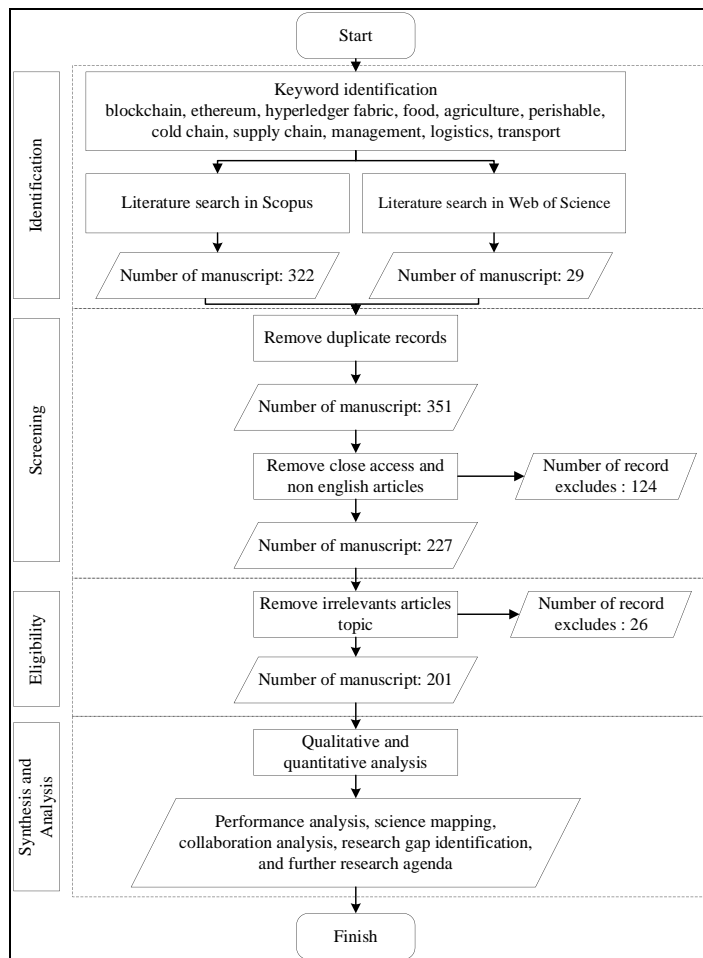 Start
Identification
Keyword identification
blockchain, ethereum, hyperledger fabric, food, agriculture, perishable,
cold chain, supply chain, management, logistics, transport
Literature search in Scopus
Literature search in Web of Science
Number of manuscript: 322
Number of manuscript: 29
Screening
Remove duplicate records
Number of manuscript: 351
Remove close access and
non english articles
Number of record
excludes : 124
Number of manuscript: 227
Eligibility
Remove irrelevants articles
topic
Number of record
excludes : 26
Number of manuscript: 201
Synthesis and
Analysis
Qualitative and
quantitative analysis
Performance analysis, science mapping,
collaboration analysis, research gap identification,
and further research agenda
Finish